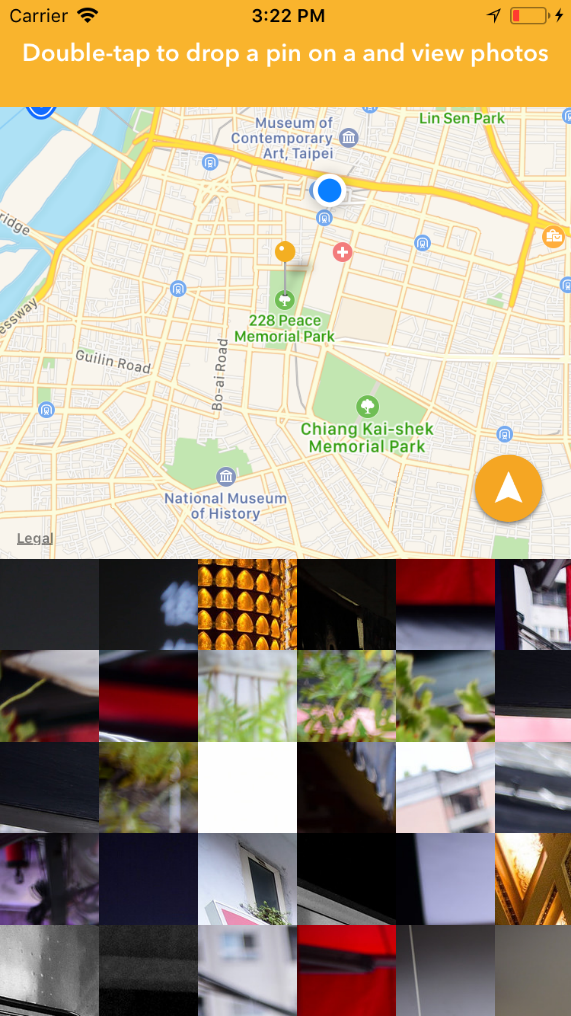 Carrier 3:22 PM
Double-tap to drop a pin on a and view photos
Lin Sen Park
Museum of
Contemporary
Art, Taipei
ridge
essway
228 Peace
Memorial Park
Guilin Road
Bo-ai Road
Chiang Kai-shek
Memorial Park
National Museum
of History
Legal